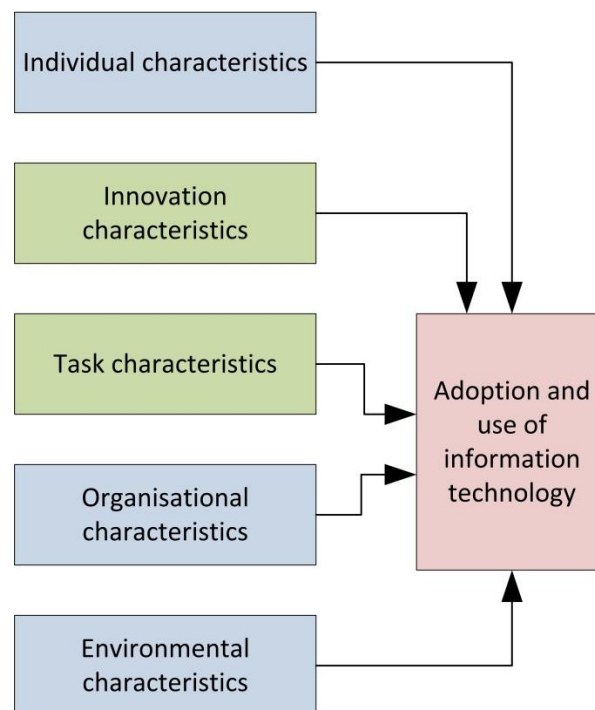 Individual characteristics
Innovation
characteristics
Task characteristics
Adoption and
use of
information
technology
Organisational
characteristics
Environmental
characteristics